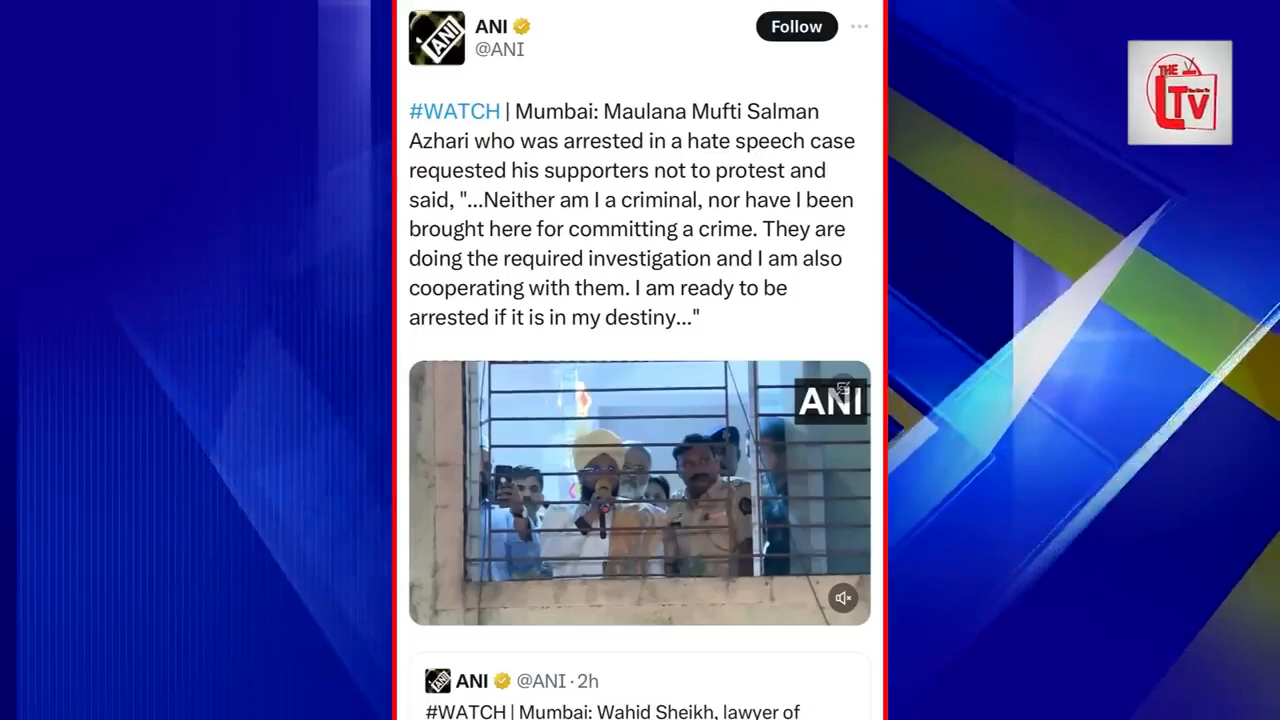 ANI
ANI
@ANI
Follow
#WATCH | Mumbai: Maulana Mufti Salman
Azhari who was arrested in a hate speech case
requested his supporters not to protest and
said, "...Neither am I a criminal, nor have I been
brought here for committing a crime. They are
doing the required investigation and I am also
cooperating with them. I am ready to be
arrested if it is in my destiny..."
ANI
ANI @ANI · 2h
#WATCH | Mumbai: Wahid Sheikh, lawyer of
THE
TV